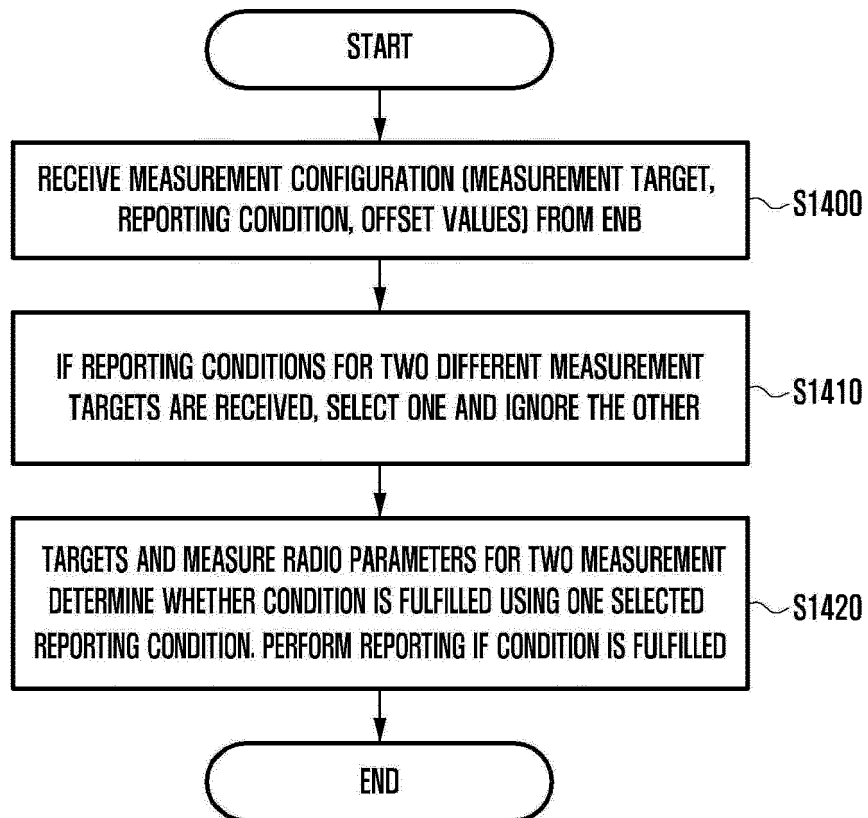 START
RECEIVE MEASUREMENT CONFIGURATION (MEASUREMENT TARGET,
REPORTING CONDITION, OFFSET VALUES) FROM ENB
S1400
IF REPORTING CONDITIONS FOR TWO DIFFERENT MEASUREMENT
TARGETS ARE RECEIVED, SELECT ONE AND IGNORE THE OTHER
S1410
TARGETS AND MEASURE RADIO PARAMETERS FOR TWO MEASUREMENT
DETERMINE WHETHER CONDITION IS FULFILLED USING ONE SELECTED
REPORTING CONDITION. PERFORM REPORTING IF CONDITION IS FULFILLED
S1420
END